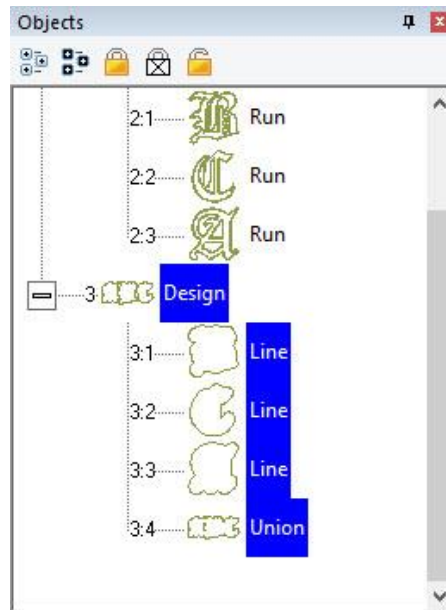 Objects
2:1 B Run
2:2 C Run
2:3 A Run
3 Design
3:1 Line
3:2 Line
3:3 Line
3:4 Union